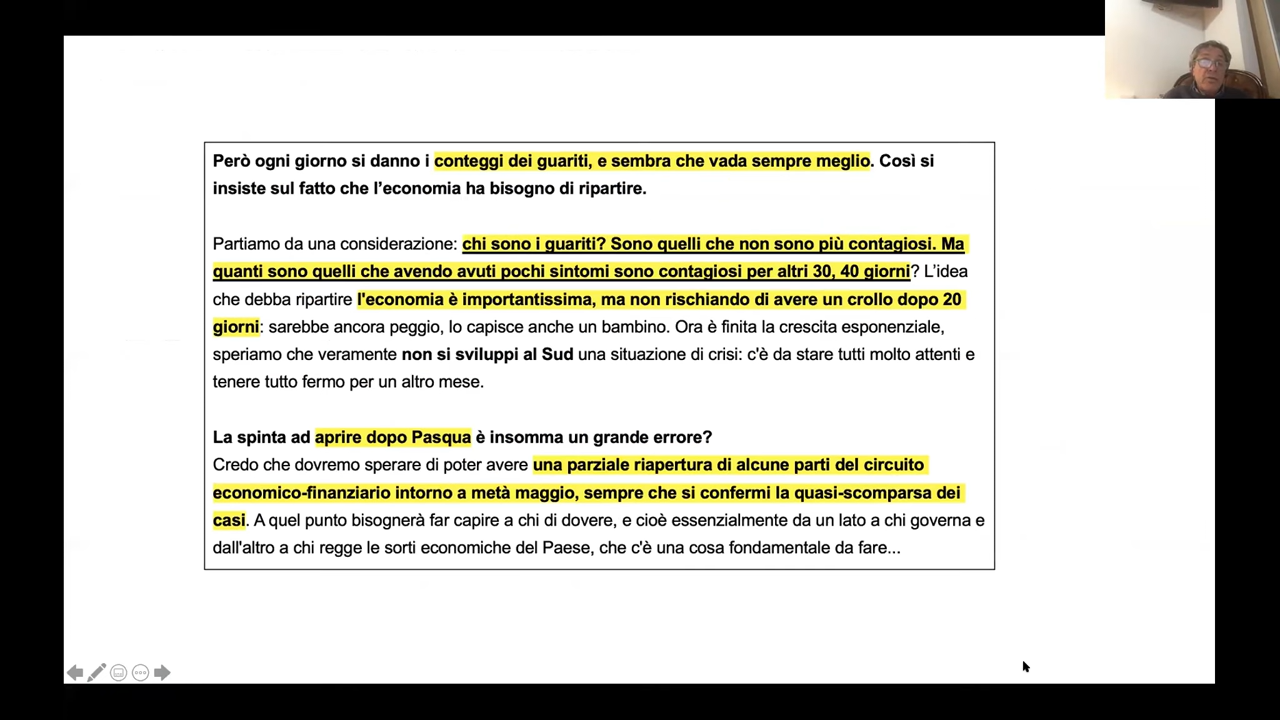 Però ogni giorno si danno i conteggi dei guariti, e sembra che vada sempre meglio. Così si
insiste sul fatto che l’economia ha bisogno di ripartire.
Partiamo da una considerazione: chi sono i guariti? Sono quelli che non sono più contagiosi. Ma
quanti sono quelli che avendo avuti pochi sintomi sono contagiosi per altri 30, 40 giorni? L’idea
che debba ripartire l'economia è importantissima, ma non rischiando di avere un crollo dopo 20
giorni: sarebbe ancora peggio, lo capisce anche un bambino. Ora è finita la crescita esponenziale,
speriamo che veramente non si sviluppi al Sud una situazione di crisi: c'è da stare tutti molto attenti e
tenere tutto fermo per un altro mese.
La spinta ad aprire dopo Pasqua è insomma un grande errore?
Credo che dovremo sperare di poter avere una parziale riapertura di alcune parti del circuito
economico-finanziario intorno a metà maggio, sempre che si confermi la quasi-scomparsa dei
casi. A quel punto bisognerà far capire a chi di dovere, e cioè essenzialmente da un lato a chi governa e
dall'altro a chi regge le sorti economiche del Paese, che c'è una cosa fondamentale da fare...